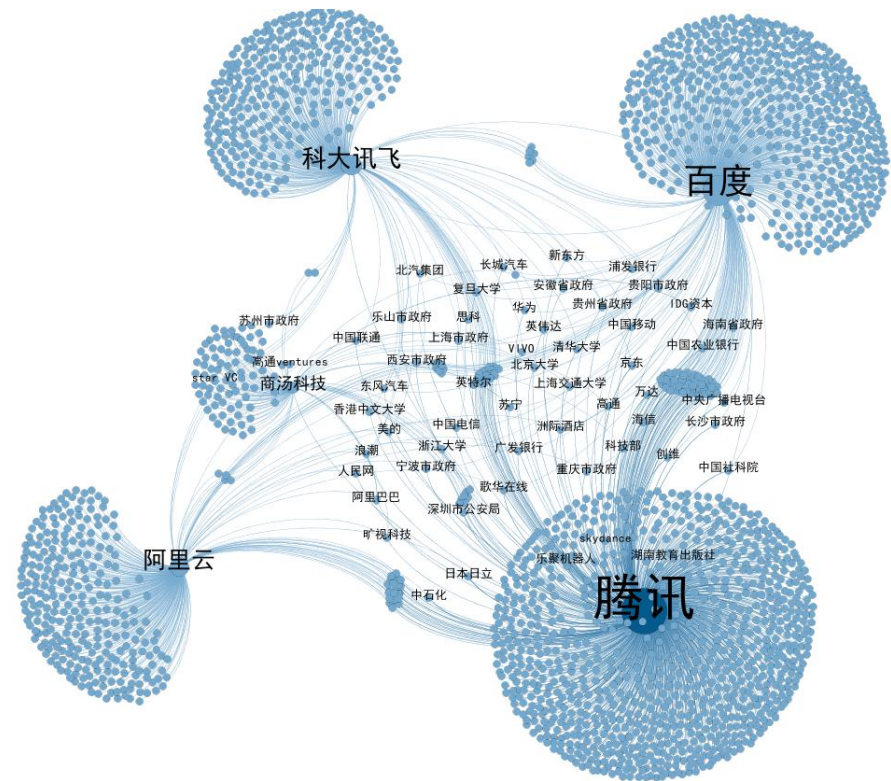 科大讯飞
百度
新东方
长城汽车
浦发银行
北汽集团
安徽省政府
贵阳市政府
复旦大学
华为
贵州省政府
IDG资本
苏州市政府
乐山市政府
思科
英伟达
中国移动
海南省政府
中国联通
上海市政府
VIVO
清华大学
中国农业银行
高通ventures
西安市政府
北京大学
京东
star VC
商汤科技
东风汽车
英特尔
上海交通大学
万达
中央广播电视台
香港中文大学
苏宁
高通
海信
长沙市政府
美的
中国电信
洲际酒店
浪潮
浙江大学
广发银行
科技部
创维
人民网
宁波市政府
重庆市政府
中国社科院
阿里巴巴
歌华在线
深圳市公安局
旷视科技
skydance
阿里云
乐聚机器人
湖南教育出版社
日本日立
中石化
腾讯